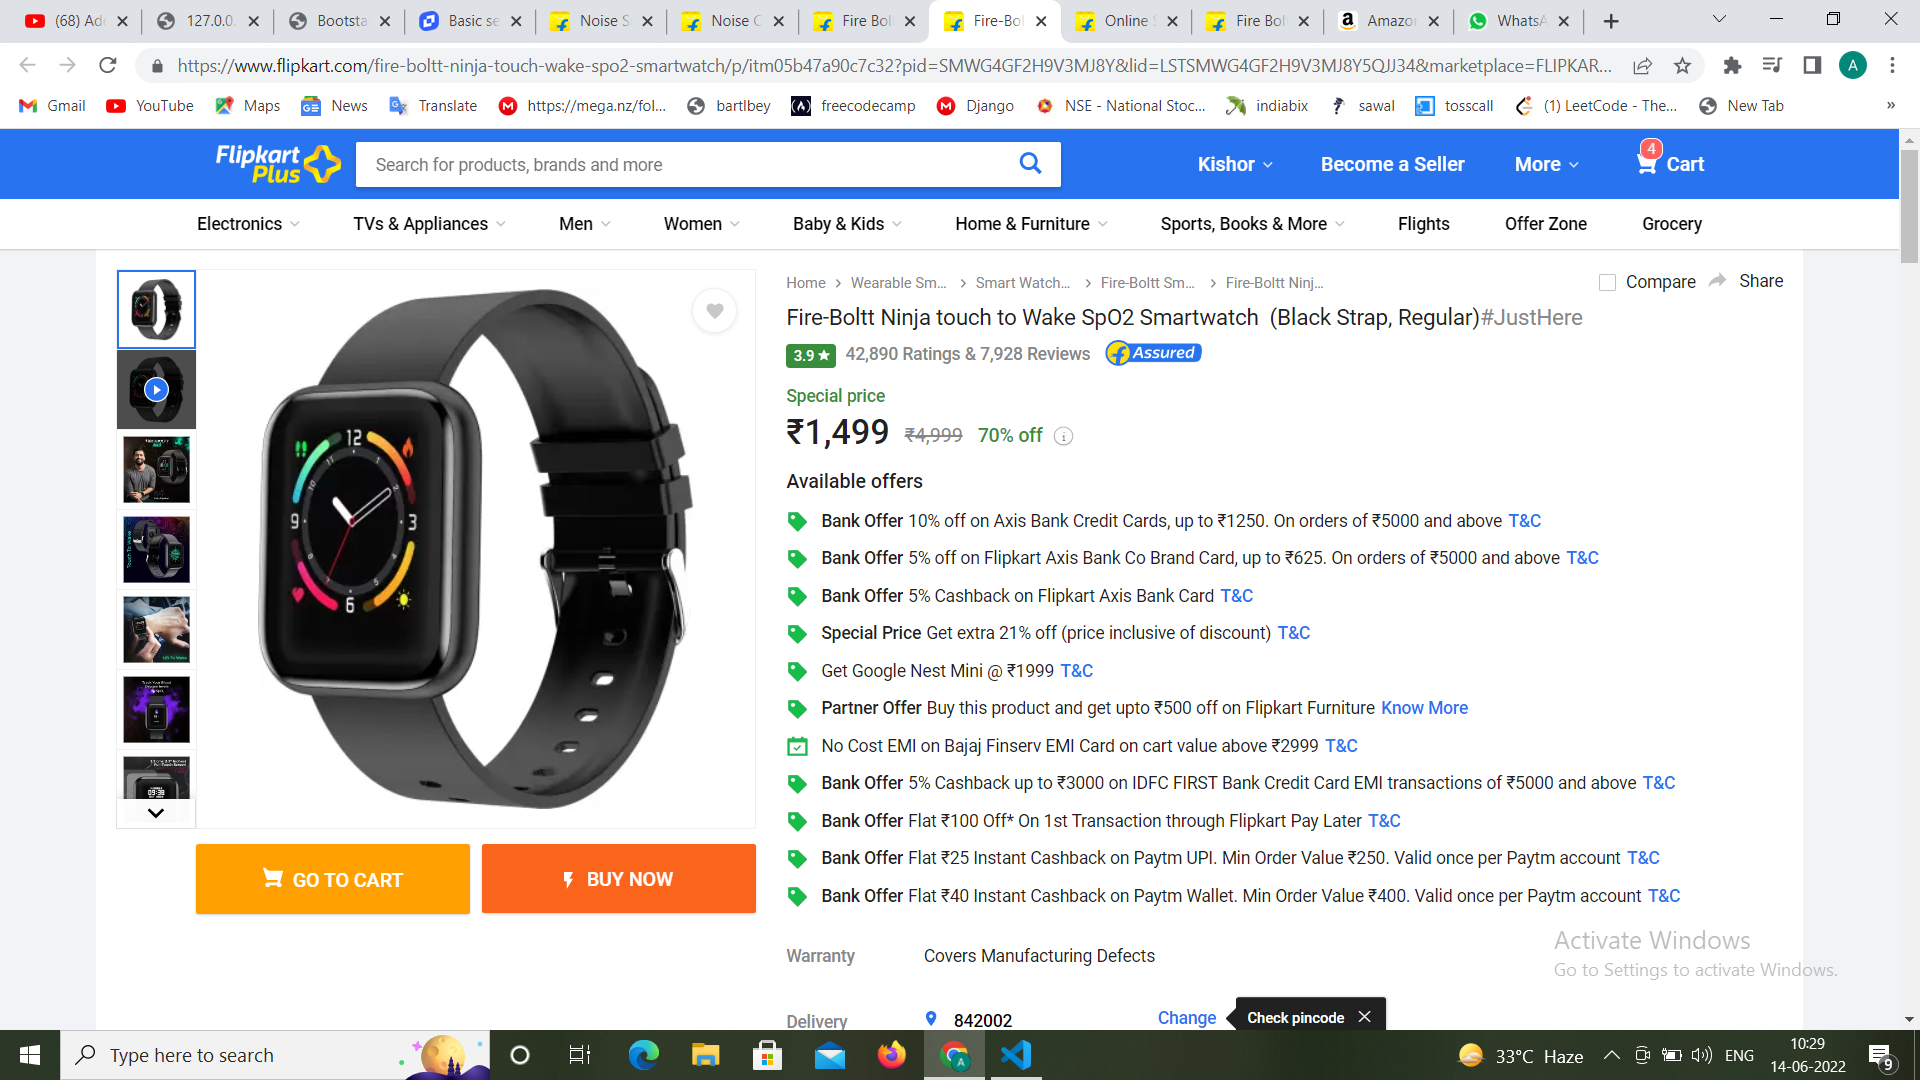 (68) Ad
127.0.0.
Bootsta
Basic se
Noise S
Noise C
Fire Bol
Fire-Bol
Online S
Fire Bol
Amazon
WhatsA
https://www.flipkart.com/fire-boltt-ninja-touch-wake-spo2-smartwatch/p/itm05b47a90c7c32?pid=SMWG4GF2H9V3MJ8Y&lid=LSTSMWG4GF2H9V3MJ8Y5QJJ34&marketplace=FLIPKAR...
A
Gmail YouTube Maps News Translate https://mega.nz/fol... bartlbey freecodecamp Django NSE - National Stoc... indiabix sawal tosscall (1) LeetCode - The... New Tab »
Flipkart
Plus
Search for products, brands and more
Kishor Become a Seller More 4 Cart
Electronics TVs & Appliances Men Women Baby & Kids Home & Furniture Sports, Books & More Flights Offer Zone Grocery
Home Wearable Sm... Smart Watch... Fire-Boltt Sm... Fire-Boltt Ninj...
Compare Share
Fire-Boltt Ninja touch to Wake SpO2 Smartwatch (Black Strap, Regular)#JustHere
3.9 ★ 42,890 Ratings & 7,928 Reviews Assured
Special price
₹1,499 ₹4,999 70% off
Available offers
Bank Offer 10% off on Axis Bank Credit Cards, up to ₹1250. On orders of ₹5000 and above T&C
Bank Offer 5% off on Flipkart Axis Bank Co Brand Card, up to ₹625. On orders of ₹5000 and above T&C
Bank Offer 5% Cashback on Flipkart Axis Bank Card T&C
Special Price Get extra 21% off (price inclusive of discount) T&C
Get Google Nest Mini @ ₹1999 T&C
Partner Offer Buy this product and get upto ₹500 off on Flipkart Furniture Know More
No Cost EMI on Bajaj Finserv EMI Card on cart value above ₹2999 T&C
Bank Offer 5% Cashback up to ₹3000 on IDFC FIRST Bank Credit Card EMI transactions of ₹5000 and above T&C
Bank Offer Flat ₹100 Off* On 1st Transaction through Flipkart Pay Later T&C
Bank Offer Flat ₹25 Instant Cashback on Paytm UPI. Min Order Value ₹250. Valid once per Paytm account T&C
Bank Offer Flat ₹40 Instant Cashback on Paytm Wallet. Min Order Value ₹400. Valid once per Paytm account T&C
12
9 3
6
GO TO CART
BUY NOW
Warranty Covers Manufacturing Defects
Delivery 842002 Change Check pincode
Activate Windows
Go to Settings to activate Windows.
Type here to search
33°C Haze
ENG
10:29
14-06-2022
9